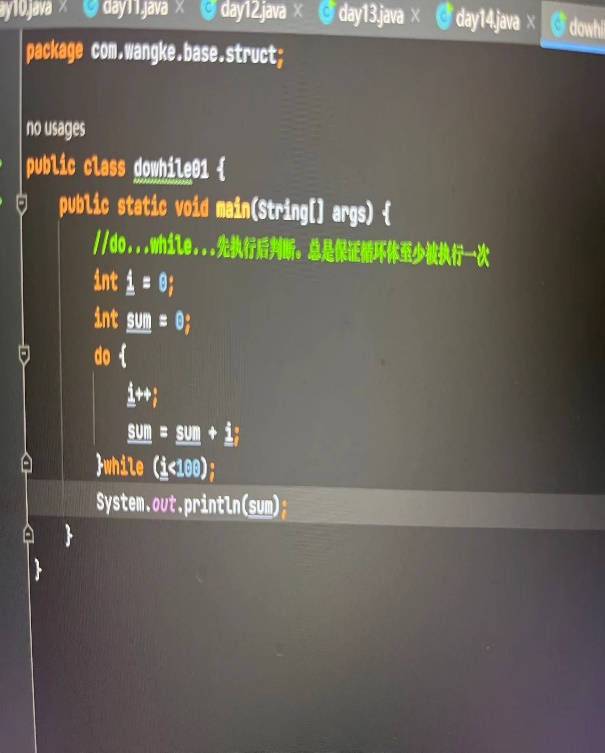 ay10.java × day11.java × day12.java × day13.java × day14.java × dowhi
package com.wangke.base.struct;
no usages
public class dowhile01 {
public static void main(String[] args) {
//do...while...先执行后判断。总是保证循环体至少被执行一次
int i = 0;
int sum = 0;
do {
i++;
sum = sum + i;
}while (i<100);
System.out.println(sum);
}
}